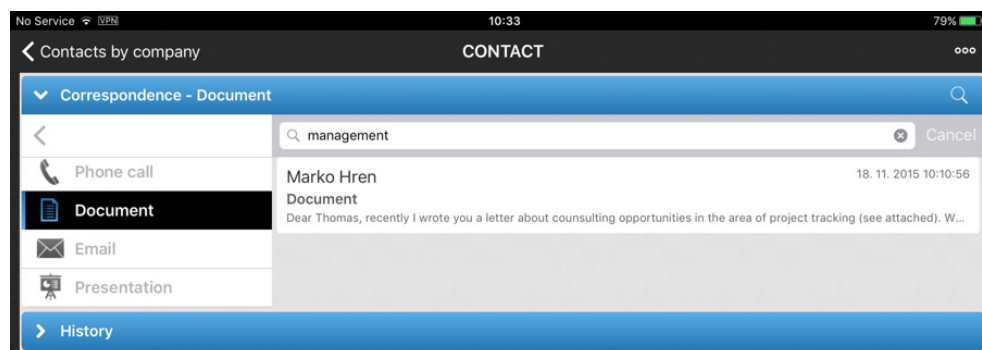 No Service VPN 10:33 79%
Contacts by company CONTACT
Correspondence - Document
management Cancel
Phone call
Document
Email
Presentation
Marko Hren 18. 11. 2015 10:10:56
Document
Dear Thomas, recently I wrote you a letter about counsulting opportunities in the area of project tracking (see attached). W...
History